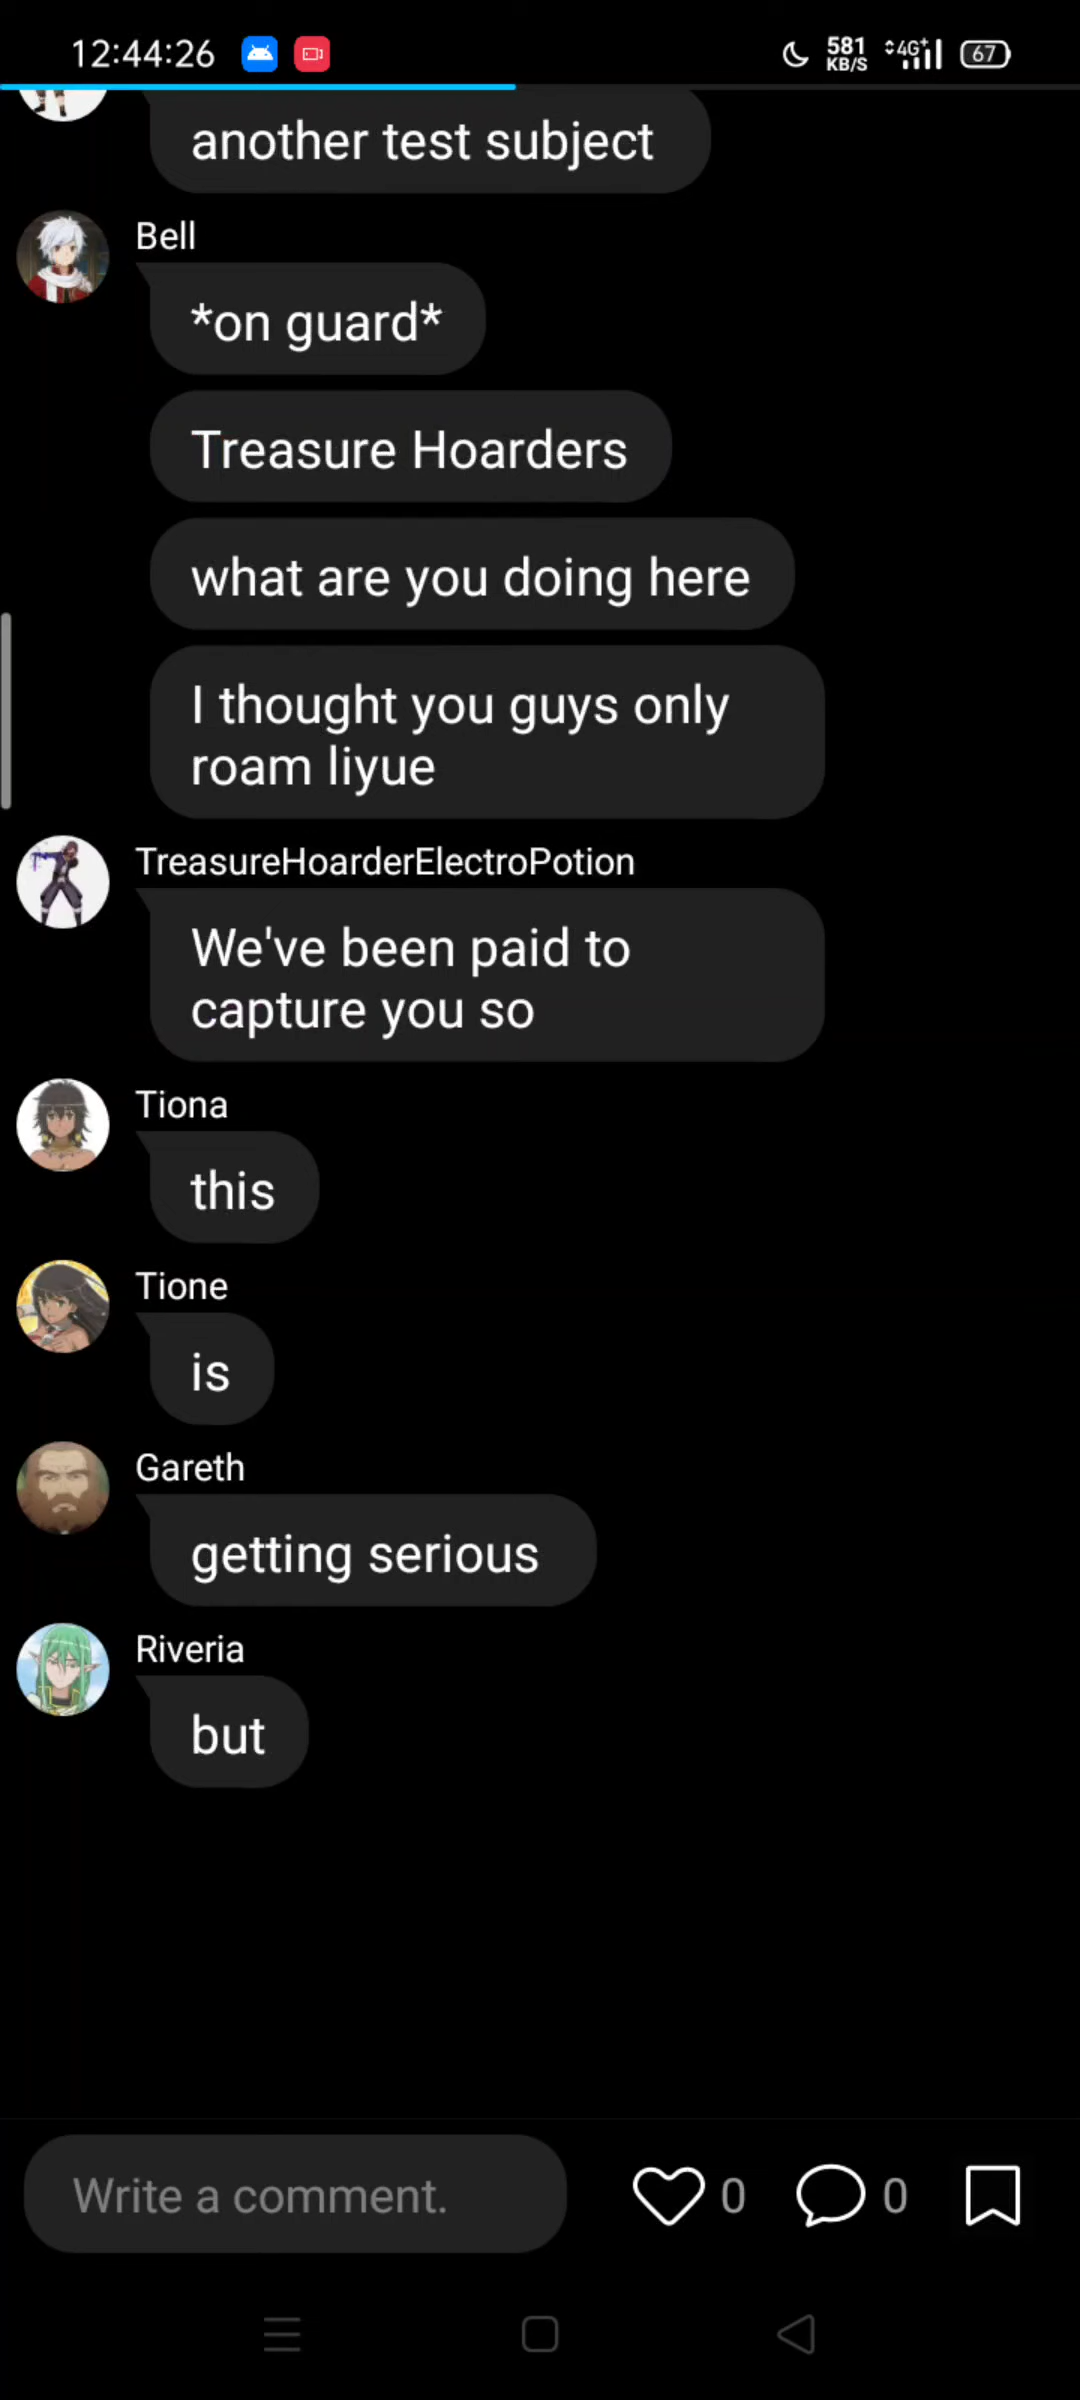 12:44:26
581
KB/S
4G+
67
another test subject
Bell
*on guard*
Treasure Hoarders
what are you doing here
I thought you guys only
roam liyue
TreasureHoarderElectroPotion
We've been paid to
capture you so
Tiona
this
Tione
is
Gareth
getting serious
Riveria
but
Write a comment.
0
0